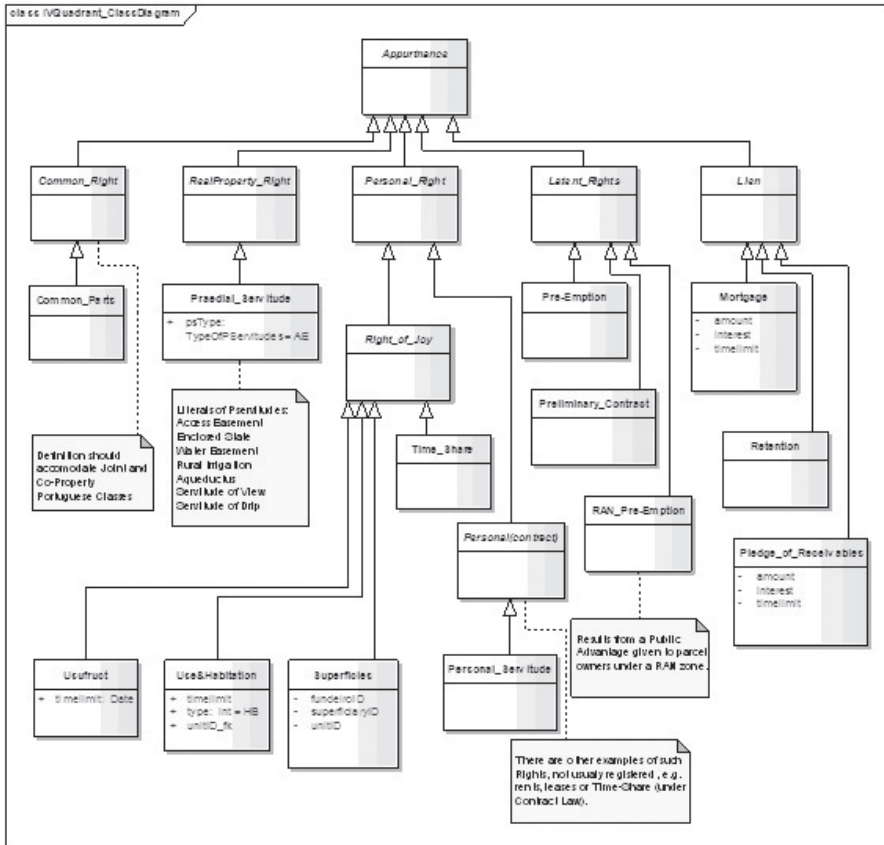 class IVQuadrant_ClassDiagram
Appurtnance
Common_Right
RealProperty_Right
Personal_Right
Latent_Rights
Lien
Common_Parts
Praedial_Servitude
+ psType:
TypeOfPServitudes= AE
Right_of_Joy
Pre-Emption
Mortgage
- amount
- interest
- timelimit
Literals of Pservitudes:
Access Easement
Enclosed State
Water Easement
Rural Irrigation
Aqueductus
Servitude of View
Servitude of Drip
Preliminary_Contract
Definition should
accomodate Joint and
Co-Property
Portuguese Classes
Time_Share
Retention
RAN_Pre-Emption
Personal(contract)
Pledge_of_Receivables
- amount
- interest
- timelimit
Results from a Public
Advantage given to parcel
owners under a RAN zone.
Usufruct
+ timelimit: Date
Use&Habitation
+ timelimit
+ type: int = HB
+ unitID_fk
Superficies
- fundeiroID
- superficiaryID
- unitID
Personal_Servitude
There are other examples of such
Rights, not usualy registered, e.g.
rents, leases or Time-Share (under
Contract Law).